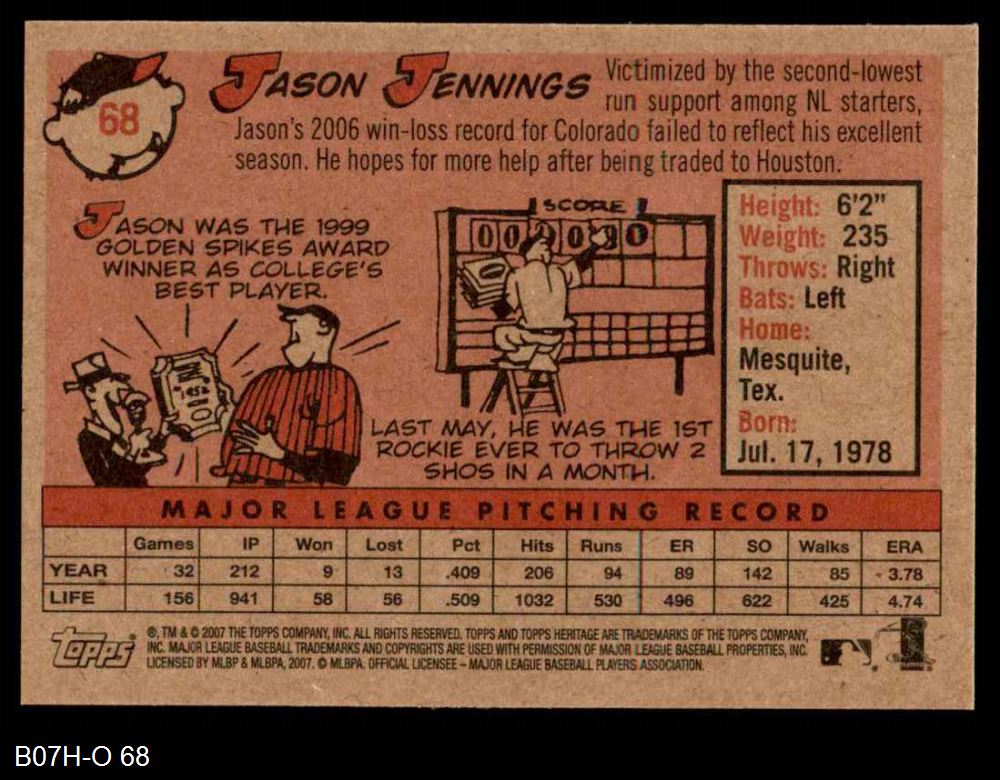 68
JASON JENNINGS
Victimized by the second-lowest
run support among NL starters,
Jason's 2006 win-loss record for Colorado failed to reflect his excellent
season. He hopes for more help after being traded to Houston.
JASON WAS THE 1999
GOLDEN SPIKES AWARD
WINNER AS COLLEGE'S
BEST PLAYER.
SCORE
0 0 0 0 0 0
LAST MAY, HE WAS THE 1ST
ROCKIE EVER TO THROW 2
SHOS IN A MONTH.
Height: 6'2"
Weight: 235
Throws: Right
Bats: Left
Home:
Mesquite,
Tex.
Born:
Jul. 17, 1978
MAJOR LEAGUE PITCHING RECORD
Games IP Won Lost Pct Hits Runs ER SO Walks ERA
YEAR 32 212 9 13 .409 206 94 89 142 85 3.78
LIFE 156 941 58 56 .509 1032 530 496 622 425 4.74
Topps
®, TM & © 2007 THE TOPPS COMPANY, INC. ALL RIGHTS RESERVED. TOPPS AND TOPPS HERITAGE ARE TRADEMARKS OF THE TOPPS COMPANY,
INC. MAJOR LEAGUE BASEBALL TRADEMARKS AND COPYRIGHTS ARE USED WITH PERMISSION OF MAJOR LEAGUE BASEBALL PROPERTIES, INC.
LICENSED BY MLBP & MLBPA, 2007. © MLBPA. OFFICIAL LICENSEE – MAJOR LEAGUE BASEBALL PLAYERS ASSOCIATION.
B07H-O 68